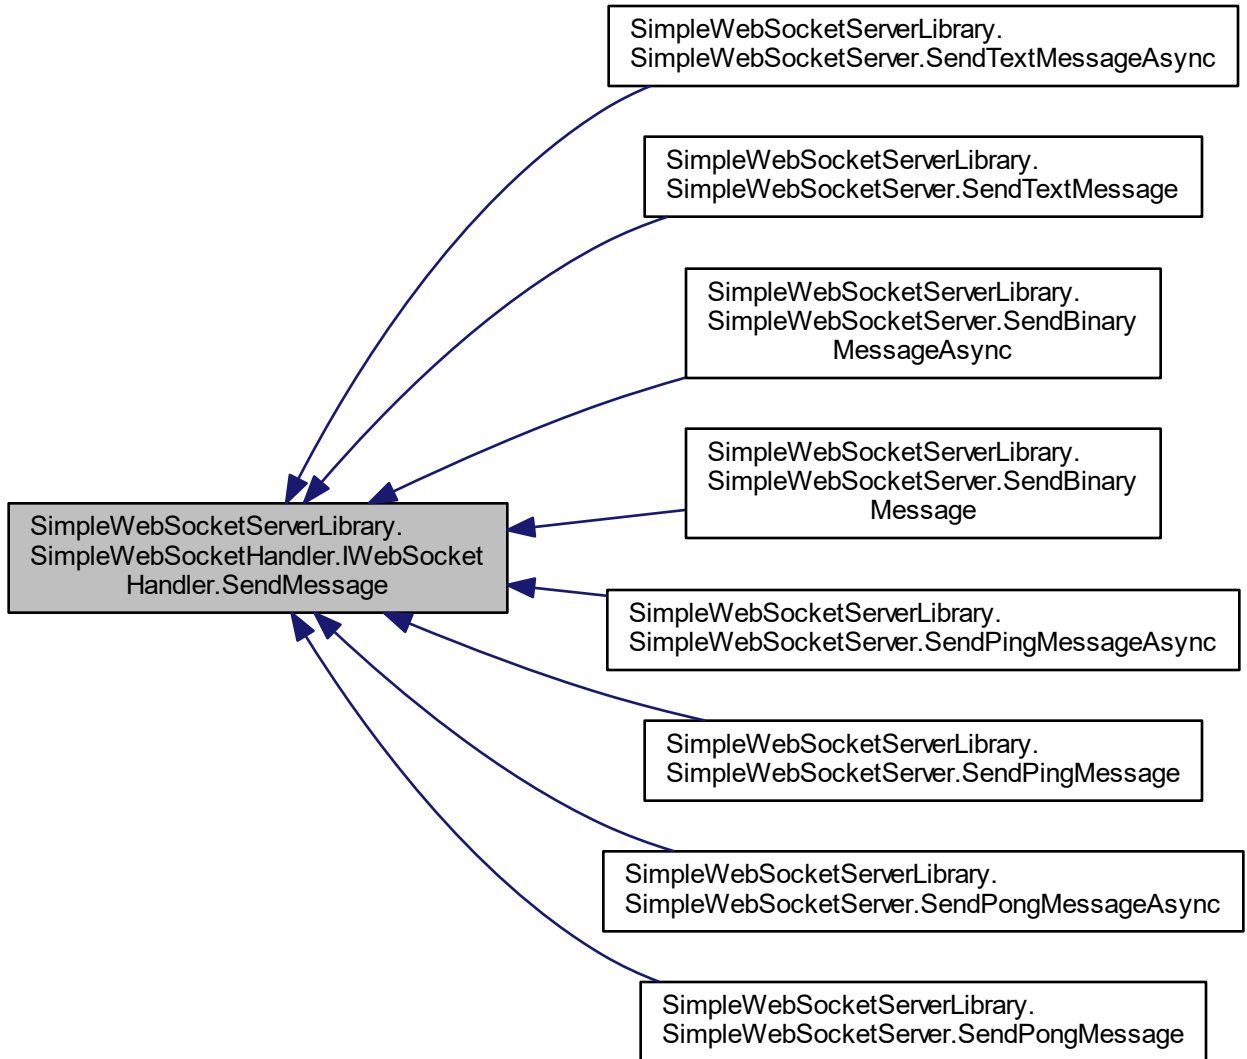 SimpleWebSocketServerLibrary.
SimpleWebSocketServer.SendTextMessageAsync
SimpleWebSocketServerLibrary.
SimpleWebSocketServer.SendTextMessage
SimpleWebSocketServerLibrary.
SimpleWebSocketServer.SendBinary
MessageAsync
SimpleWebSocketServerLibrary.
SimpleWebSocketServer.SendBinary
Message
SimpleWebSocketServerLibrary.
SimpleWebSocketHandler.IWebSocket
Handler.SendMessage
SimpleWebSocketServerLibrary.
SimpleWebSocketServer.SendPingMessageAsync
SimpleWebSocketServerLibrary.
SimpleWebSocketServer.SendPingMessage
SimpleWebSocketServerLibrary.
SimpleWebSocketServer.SendPongMessageAsync
SimpleWebSocketServerLibrary.
SimpleWebSocketServer.SendPongMessage